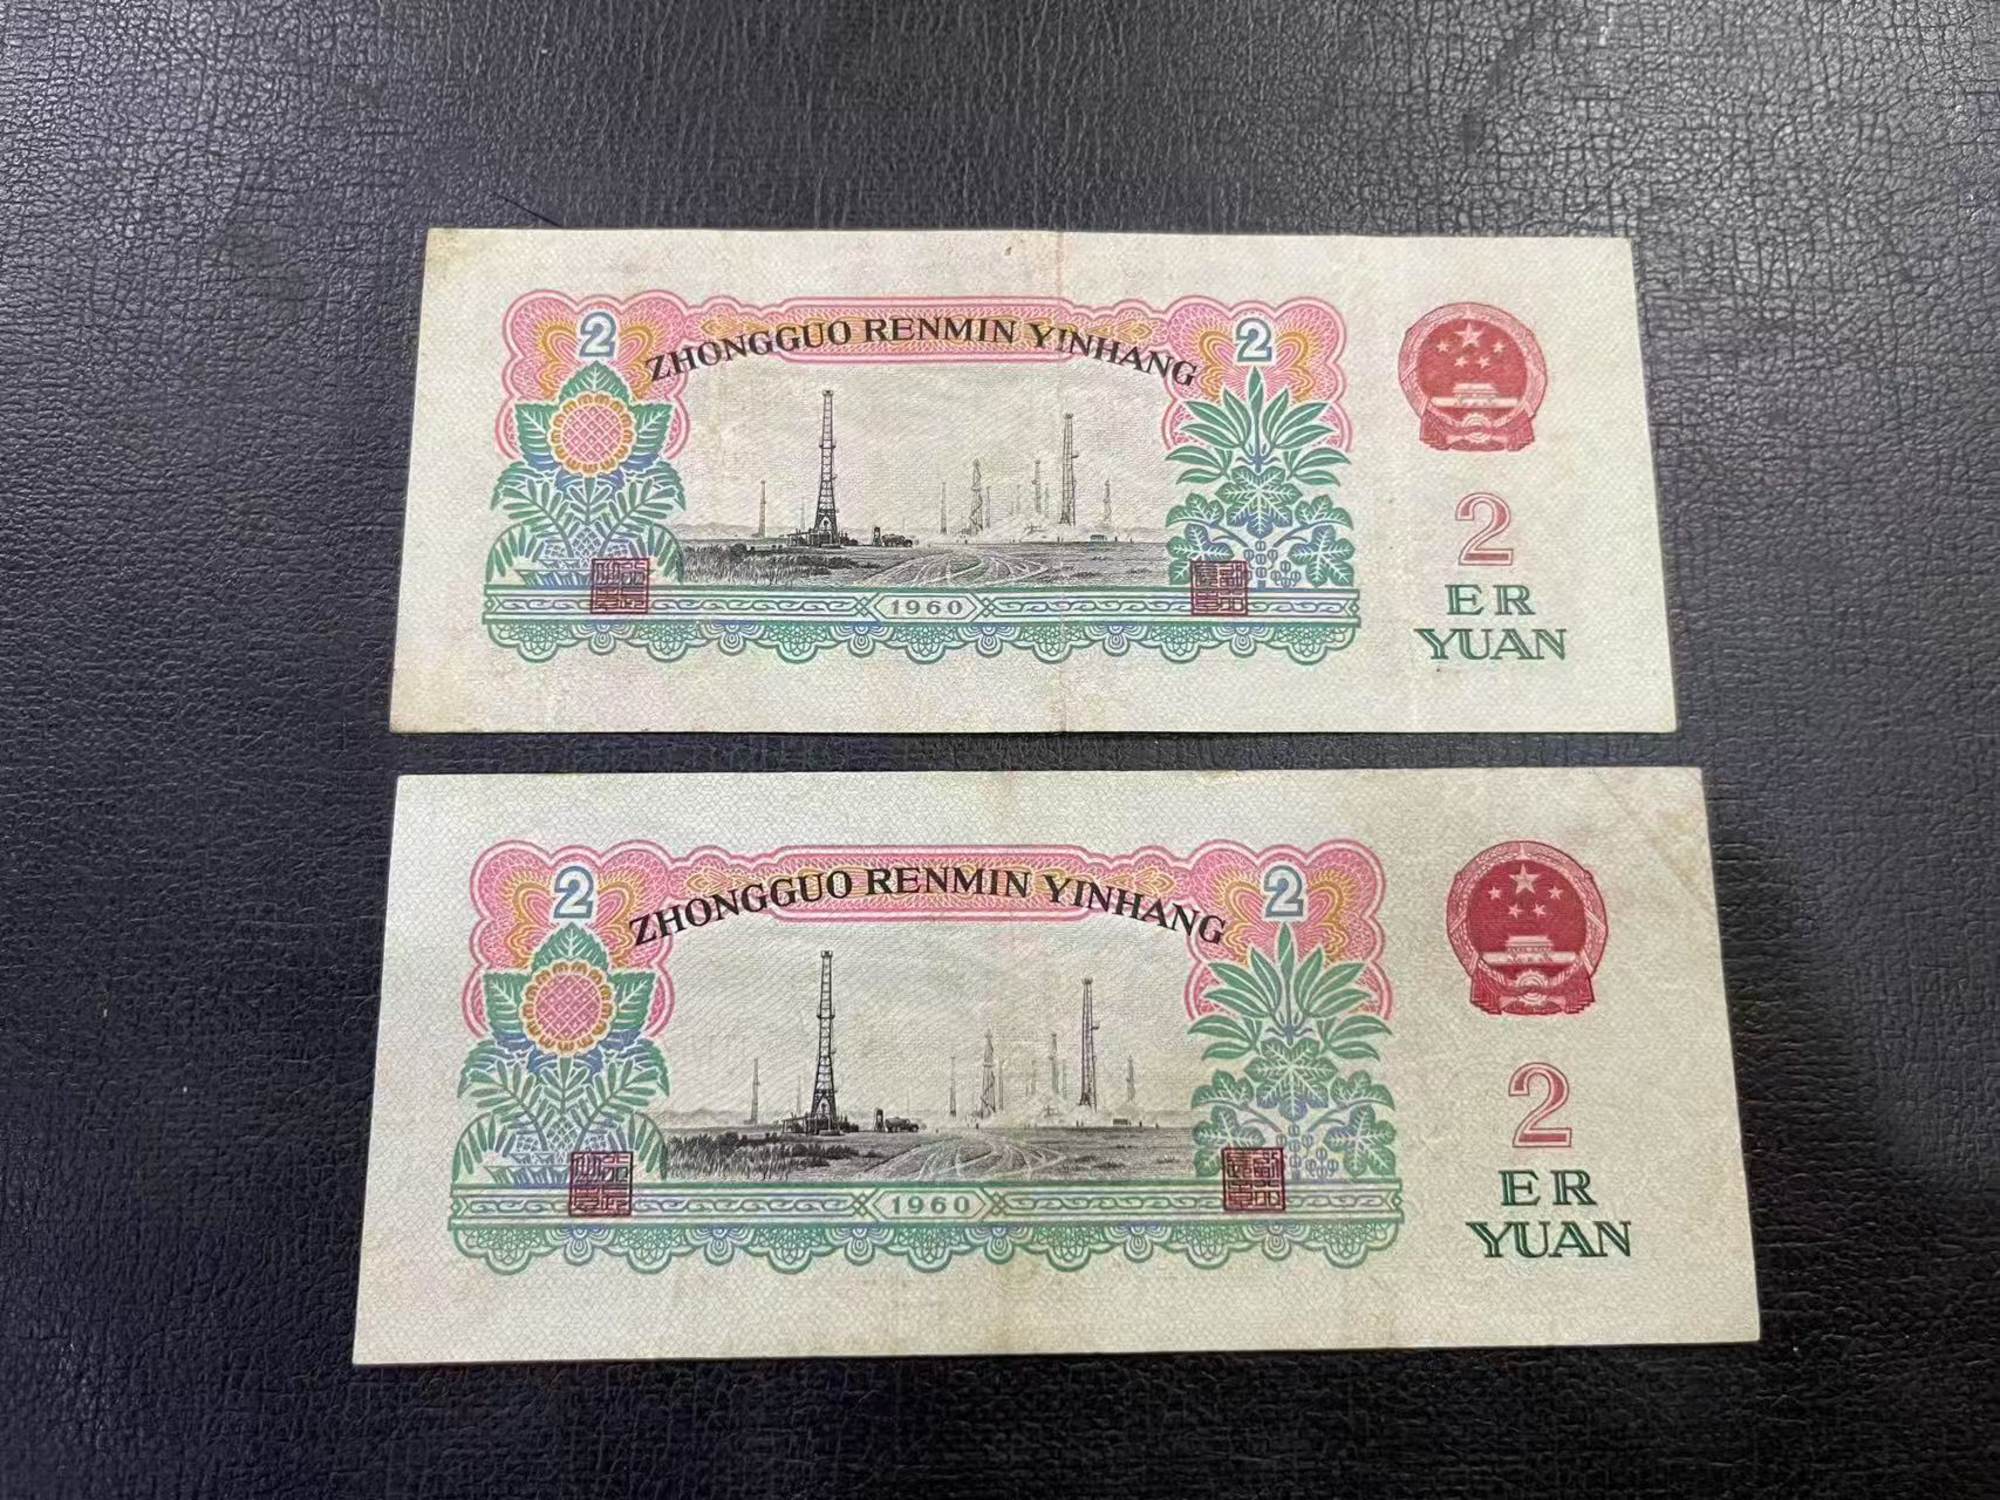 2 ZHONGGUO RENMIN YINHANG 2
2
ER
YUAN
1960
2 ZHONGGUO RENMIN YINHANG 2
2
ER
YUAN
1960